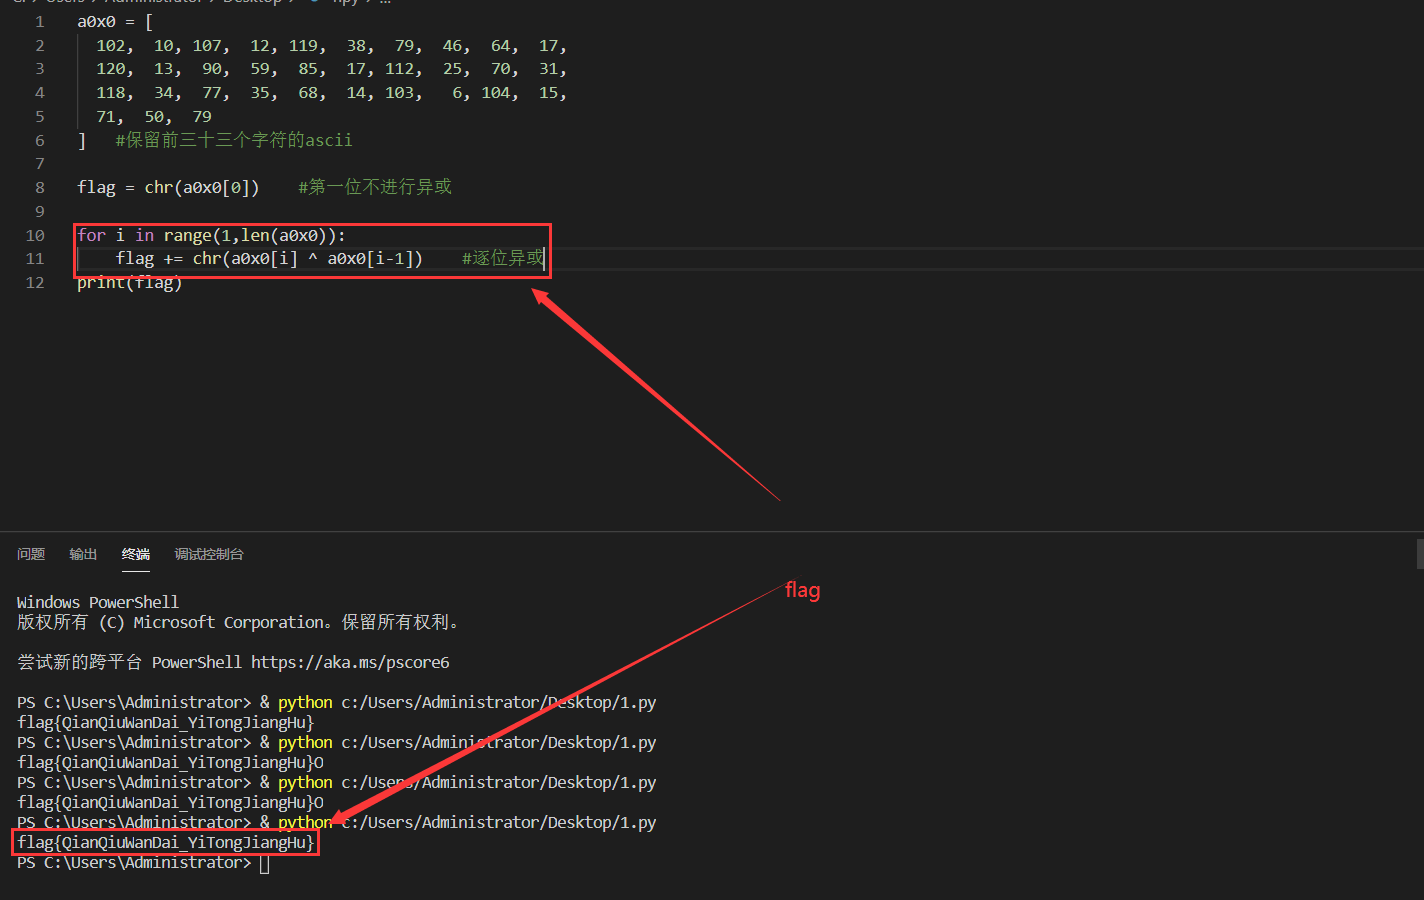 1 a0x0 = [
2 102, 10, 107, 12, 119, 38, 79, 46, 64, 17,
3 120, 13, 90, 59, 85, 17, 112, 25, 70, 31,
4 118, 34, 77, 35, 68, 14, 103, 6, 104, 15,
5 71, 50, 79
6 ] #保留前三十三个字符的ascii
7
8 flag = chr(a0x0[0]) #第一位不进行异或
9
10 for i in range(1,len(a0x0)):
11 flag += chr(a0x0[i] ^ a0x0[i-1]) #逐位异或
12 print(flag)
问题 输出 终端 调试控制台
flag
Windows PowerShell
版权所有 (C) Microsoft Corporation。保留所有权利。
尝试新的跨平台 PowerShell https://aka.ms/pscore6
PS C:\Users\Administrator> & python c:/Users/Administrator/Desktop/1.py
flag{QianQiuWanDai_YiTongJiangHu}
PS C:\Users\Administrator> & python c:/Users/Administrator/Desktop/1.py
flag{QianQiuWanDai_YiTongJiangHu}O
PS C:\Users\Administrator> & python c:/Users/Administrator/Desktop/1.py
flag{QianQiuWanDai_YiTongJiangHu}O
PS C:\Users\Administrator> & python c:/Users/Administrator/Desktop/1.py
flag{QianQiuWanDai_YiTongJiangHu}
PS C:\Users\Administrator>